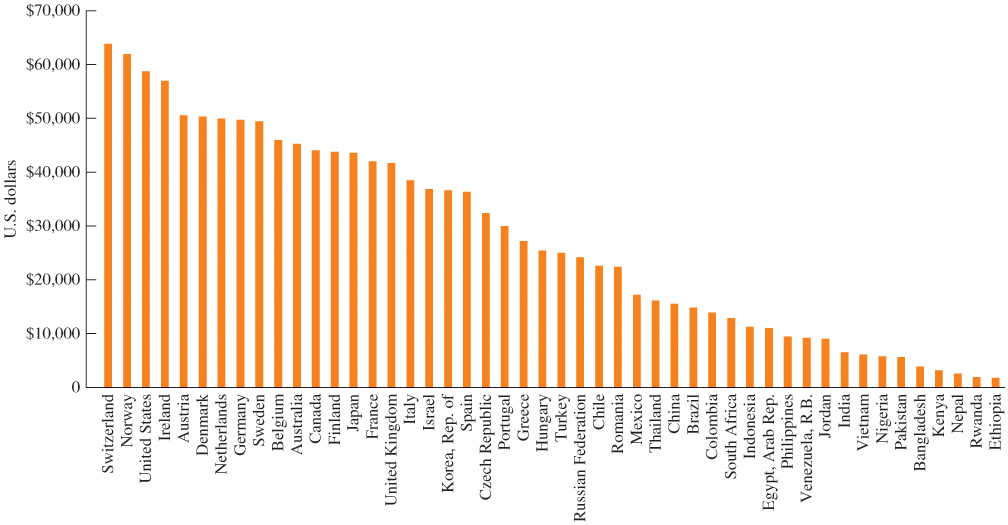 $70,000
$60,000
$50,000
$40,000
$30,000
$20,000
$10,000
0
U.S. dollars
Switzerland
Norway
United States
Ireland
Austria
Denmark
Netherlands
Germany
Sweden
Belgium
Australia
Canada
Finland
Japan
France
United Kingdom
Italy
Israel
Korea, Rep. of
Spain
Czech Republic
Portugal
Greece
Hungary
Turkey
Russian Federation
Chile
Romania
Mexico
Thailand
China
Brazil
Colombia
South Africa
Indonesia
Egypt, Arab Rep.
Philippines
Venezuela, R.B.
Jordan
India
Vietnam
Nigeria
Pakistan
Bangladesh
Kenya
Nepal
Rwanda
Ethiopia